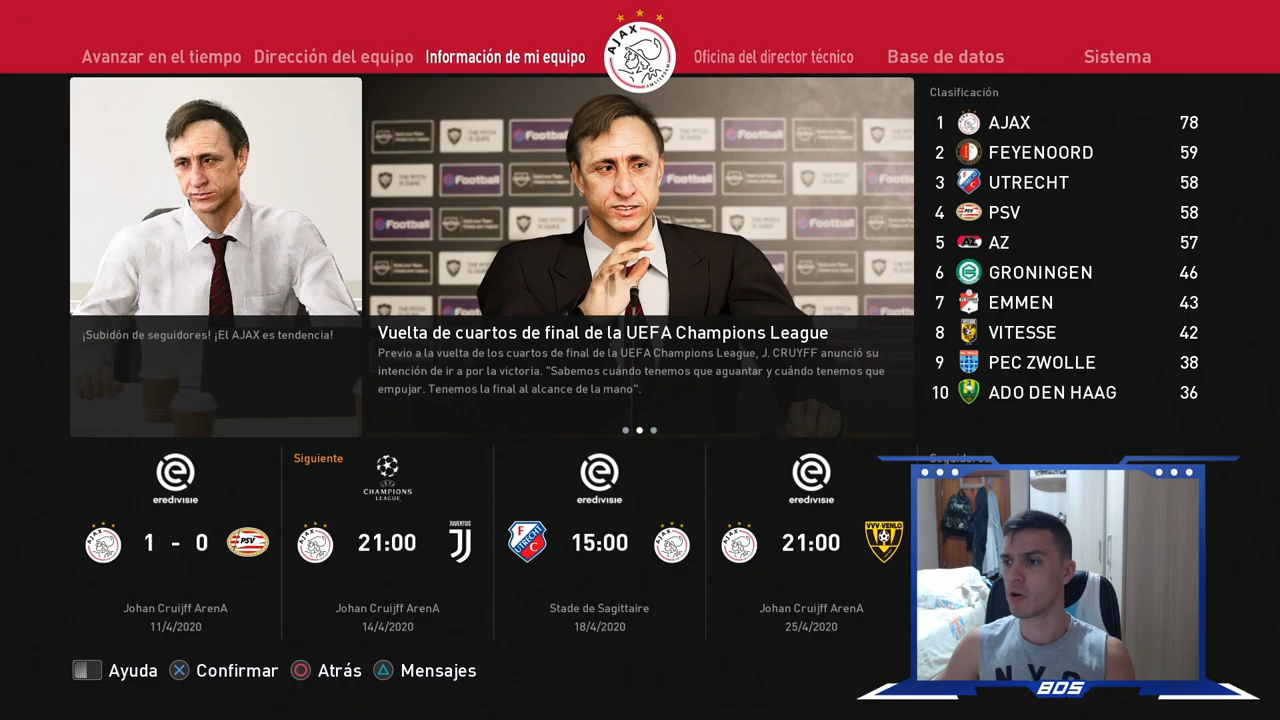 Avanzar en el tiempo
Dirección del equipo
Información de mi equipo
AJAX
AMSTERDAM
Oficina del director técnico
Base de datos
Sistema
¡Subidón de seguidores! ¡El AJAX es tendencia!
Vuelta de cuartos de final de la UEFA Champions League
Previo a la vuelta de los cuartos de final de la UEFA Champions League, J. CRUYFF anunció su
intención de ir a por la victoria. "Sabemos cuándo tenemos que aguantar y cuándo tenemos que
empujar. Tenemos la final al alcance de la mano".
Clasificación
1 AJAX 78
2 FEYENOORD 59
3 UTRECHT 58
4 PSV 58
5 AZ 57
6 GRONINGEN 46
7 EMMEN 43
8 VITESSE 42
9 PEC ZWOLLE 38
10 ADO DEN HAAG 36
eredivisie
1 - 0
PSV
Johan Cruijff ArenA
11/4/2020
Siguiente
CHAMPIONS
LEAGUE
21:00
JUVENTUS
Johan Cruijff ArenA
14/4/2020
eredivisie
FC UTRECHT
15:00
Stade de Sagittaire
18/4/2020
eredivisie
21:00
VVV-VENLO
Johan Cruijff ArenA
25/4/2020
Ayuda
Confirmar
Atrás
Mensajes
BDS